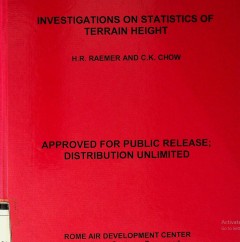 INVESTIGATIONS ON STATISTICS OF
TERRAIN HEIGHT
H.R. RAEMER AND C.K. CHOW
APPROVED FOR PUBLIC RELEASE;
DISTRIBUTION UNLIMITED
ROME AIR DEVELOPMENT CENTER